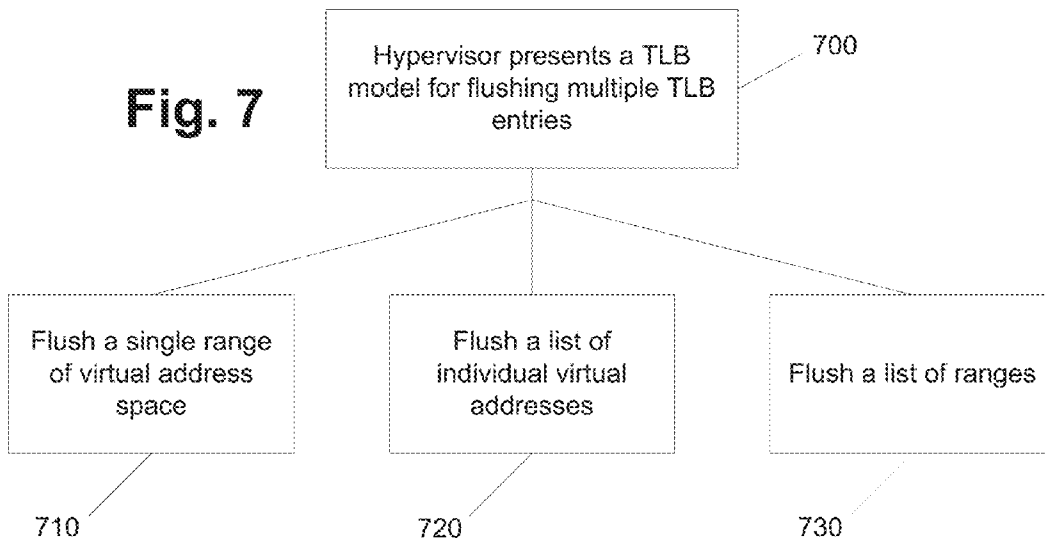 Fig. 7
Hypervisor presents a TLB
model for flushing multiple TLB
entries
700
Flush a single range
of virtual address
space
Flush a list of
individual virtual
addresses
Flush a list of ranges
710
720
730